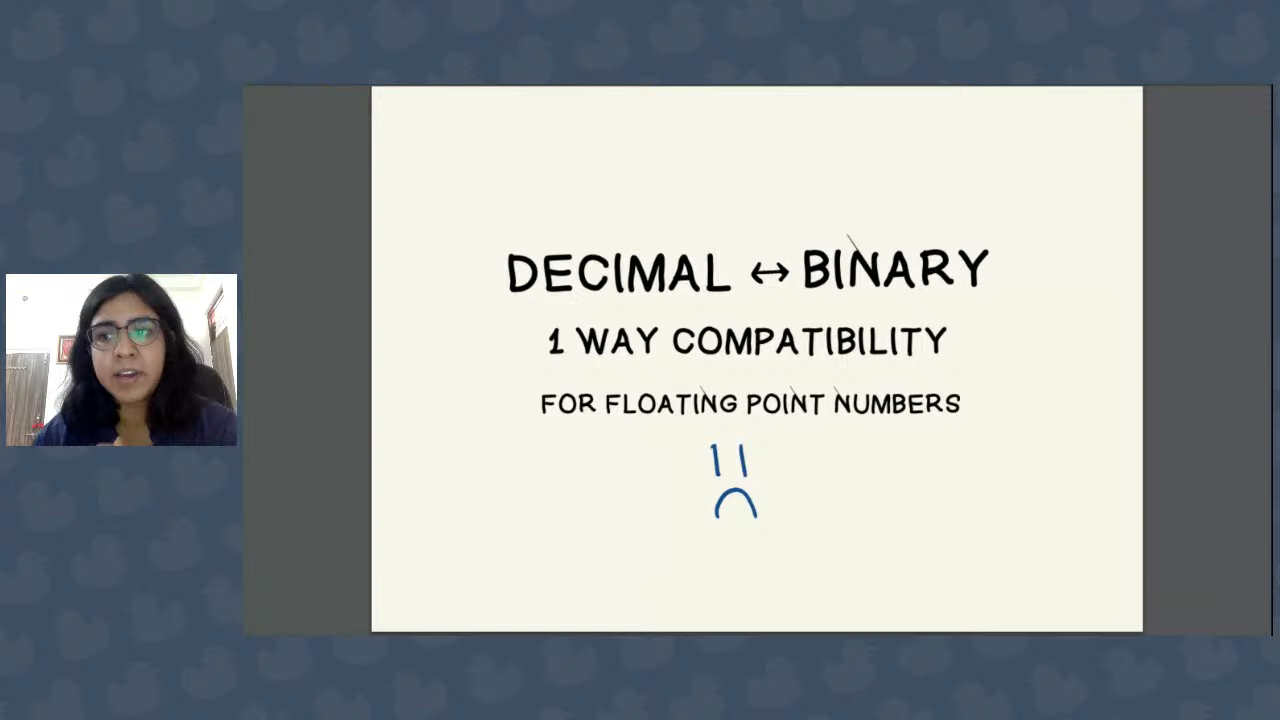 DECIMAL ↔ BINARY
1 WAY COMPATIBILITY
FOR FLOATING POINT NUMBERS